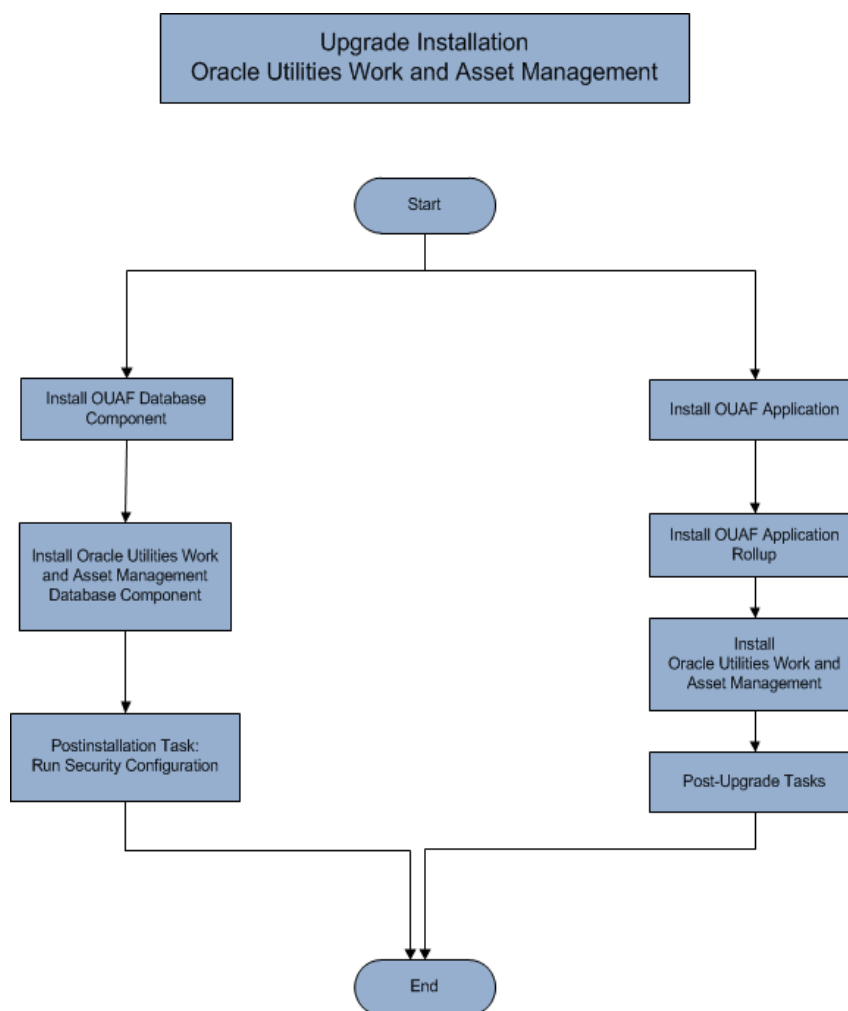 Upgrade Installation
Oracle Utilities Work and Asset Management
Start
Install OUAF Database
Component
Install Oracle Utilities Work
and Asset Management
Database Component
Postinstallation Task:
Run Security Configuration
Install OUAF Application
Install OUAF Application
Rollup
Install
Oracle Utilities Work and
Asset Management
Post-Upgrade Tasks
End